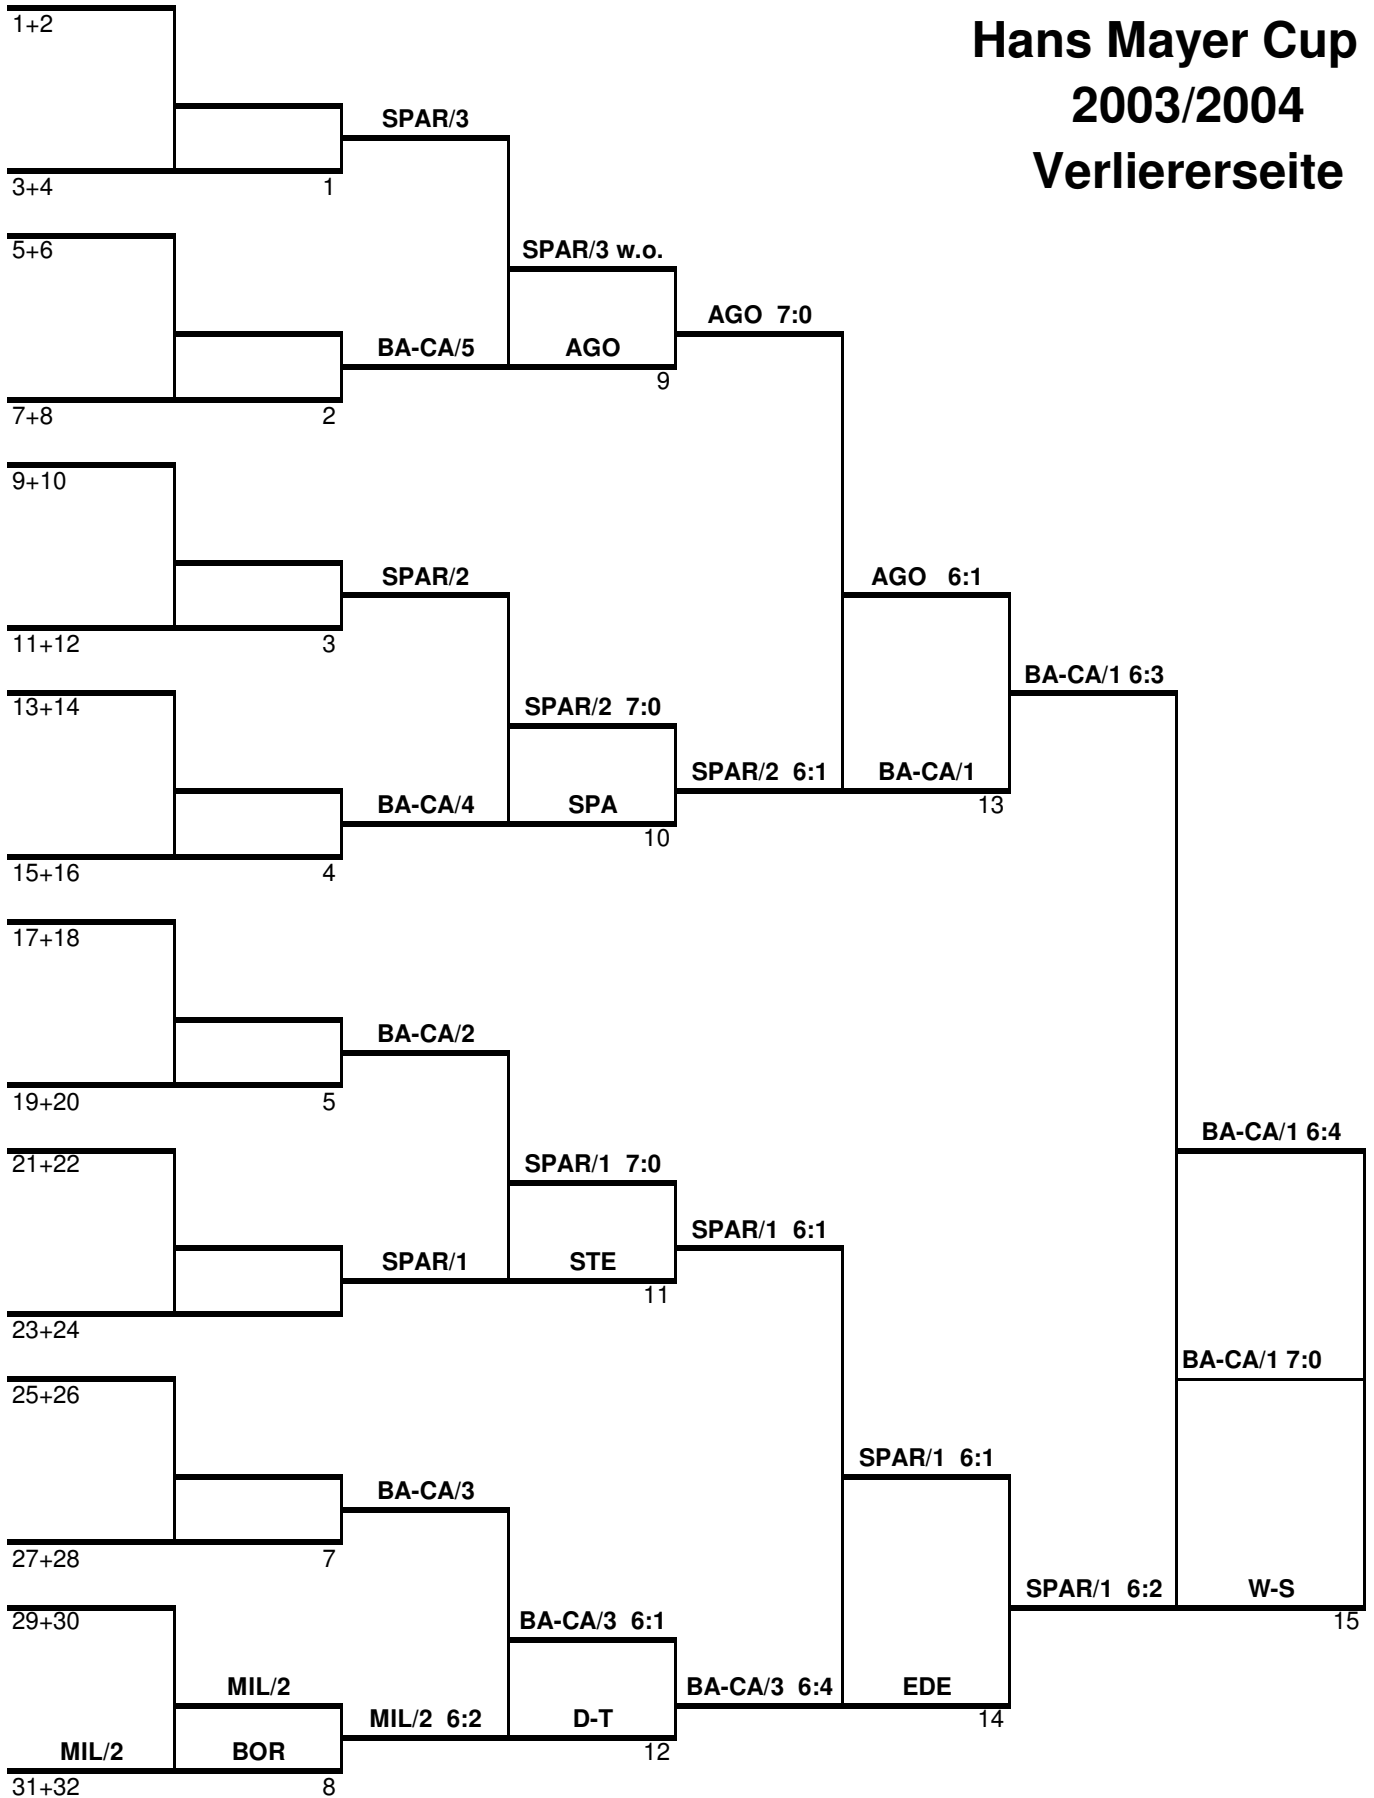 Hans Mayer Cup
2003/2004
Verliererseite
1+2
SPAR/3
3+4
1
5+6
SPAR/3 w.o.
AGO 7:0
BA-CA/5
AGO
9
7+8
2
9+10
SPAR/2
AGO 6:1
11+12
3
BA-CA/1 6:3
13+14
SPAR/2 7:0
SPAR/2 6:1
BA-CA/1
13
BA-CA/4
SPA
10
15+16
4
17+18
BA-CA/2
19+20
5
BA-CA/1 6:4
21+22
SPAR/1 7:0
SPAR/1 6:1
SPAR/1
STE
11
23+24
BA-CA/1 7:0
25+26
SPAR/1 6:1
BA-CA/3
27+28
7
SPAR/1 6:2
W-S
15
29+30
BA-CA/3 6:1
MIL/2
BA-CA/3 6:4
EDE
14
MIL/2 6:2
D-T
12
MIL/2
BOR
31+32
8